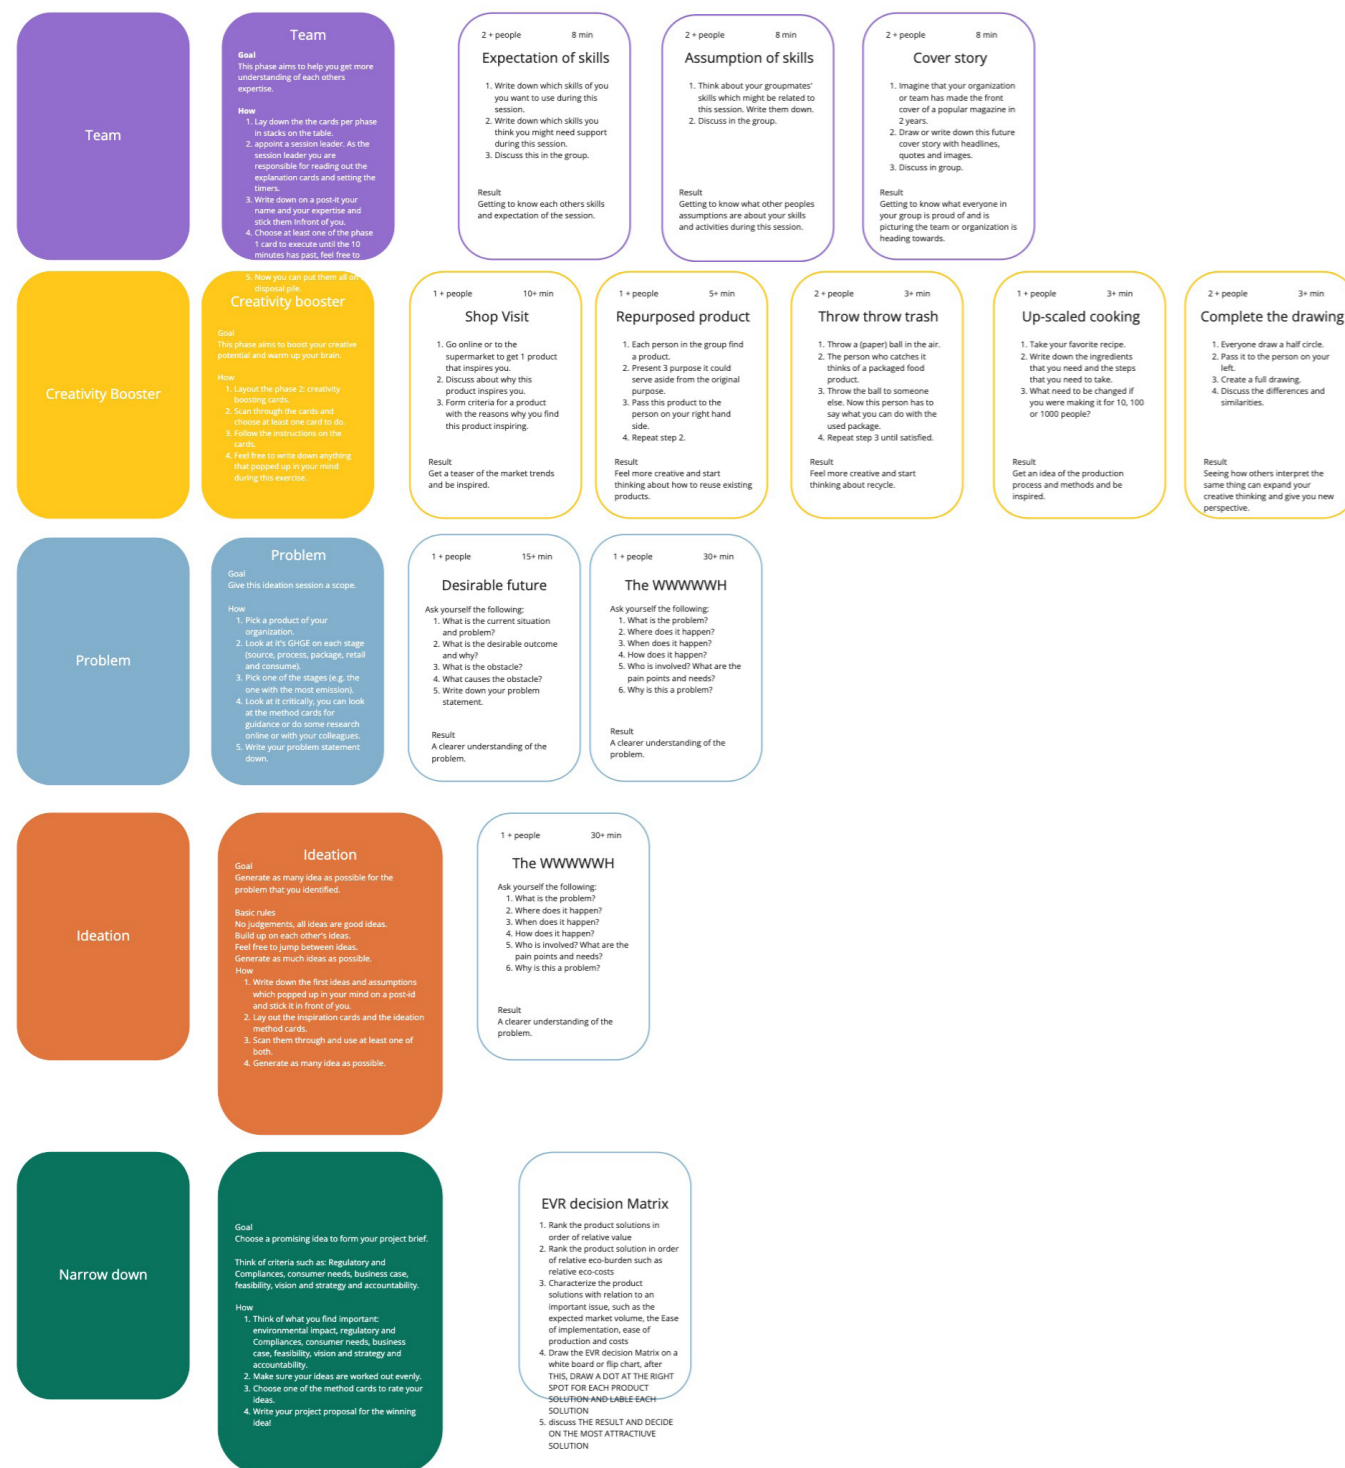 Team
Team
Goal
This phase aims to help you get more
understanding of each others
expertise.
How
1. Lay down the the cards per phase
in stacks on the table.
2. appoint a session leader. As the
session leader you are
responsible for reading out the
explanation cards and setting the
timers.
3. Write down on a post-it your
name and your expertise and
stick them Infront of you.
4. Choose at least one of the phase
1 card to execute until the 10
minutes has past, feel free to
5. Now you can put them all on
disposal pile.
2 + people 8 min
Expectation of skills
1. Write down which skills of you
you want to use during this
session.
2. Write down which skills you
think you might need support
during this session.
3. Discuss this in the group.
Result
Getting to know each others skills
and expectation of the session.
2 + people 8 min
Assumption of skills
1. Think about your groupmates'
skills which might be related to
this session. Write them down.
2. Discuss in the group.
Result
Getting to know what other peoples
assumptions are about your skills
and activities during this session.
2 + people 8 min
Cover story
1. Imagine that your organization
or team has made the front
cover of a popular magazine in
2 years.
2. Draw or write down this future
cover story with headlines,
quotes and images.
3. Discuss in group.
Result
Getting to know what everyone in
your group is proud of and is
picturing the team or organization is
heading towards.
Creativity Booster
Creativity booster
Goal
This phase aims to boost your creative
potential and warm up your brain.
How
1. Layout the phase 2: creativity
boosting cards.
2. Scan through the cards and
choose at least one card to do.
3. Follow the instructions on the
cards.
4. Feel free to write down anything
that popped up in your mind
during this exercise.
1 + people 10+ min
Shop Visit
1. Go online or to the
supermarket to get 1 product
that inspires you.
2. Discuss about why this
product inspires you.
3. Form criteria for a product
with the reasons why you find
this product inspiring.
Result
Get a teaser of the market trends
and be inspired.
1 + people 5+ min
Repurposed product
1. Each person in the group find
a product.
2. Present 3 purpose it could
serve aside from the original
purpose.
3. Pass this product to the
person on your right hand
side.
4. Repeat step 2.
Result
Feel more creative and start
thinking about how to reuse existing
products.
2 + people 3+ min
Throw throw trash
1. Throw a (paper) ball in the air.
2. The person who catches it
thinks of a packaged food
product.
3. Throw the ball to someone
else. Now this person has to
say what you can do with the
used package.
4. Repeat step 3 until satisfied.
Result
Feel more creative and start
thinking about recycle.
1 + people 3+ min
Up-scaled cooking
1. Take your favorite recipe.
2. Write down the ingredients
that you need and the steps
that you need to take.
3. What need to be changed if
you were making it for 10, 100
or 1000 people?
Result
Get an idea of the production
process and methods and be
inspired.
2 + people 3+ min
Complete the drawing
1. Everyone draw a half circle.
2. Pass it to the person on your
left.
3. Create a full drawing.
4. Discuss the differences and
similarities.
Result
Seeing how others interpret the
same thing can expand your
creative thinking and give you new
perspective.
Problem
Problem
Goal
Give this ideation session a scope.
How
1. Pick a product of your
organization.
2. Look at it's GHGE on each stage
(source, process, package, retail
and consume).
3. Pick one of the stages (e.g. the
one with the most emission).
4. Look at it critically, you can look
at the method cards for
guidance or do some research
online or with your colleagues.
5. Write your problem statement
down.
1 + people 15+ min
Desirable future
Ask yourself the following:
1. What is the current situation
and problem?
2. What is the desirable outcome
and why?
3. What is the obstacle?
4. What causes the obstacle?
5. Write down your problem
statement.
Result
A clearer understanding of the
problem.
1 + people 30+ min
The WWWWWH
Ask yourself the following:
1. What is the problem?
2. Where does it happen?
3. When does it happen?
4. How does it happen?
5. Who is involved? What are the
pain points and needs?
6. Why is this a problem?
Result
A clearer understanding of the
problem.
Ideation
Ideation
Goal
Generate as many idea as possible for the
problem that you identified.
Basic rules
No judgements, all ideas are good ideas.
Build up on each other's ideas.
Feel free to jump between ideas.
Generate as much ideas as possible.
How
1. Write down the first ideas and assumptions
which popped up in your mind on a post-id
and stick it in front of you.
2. Lay out the inspiration cards and the ideation
method cards.
3. Scan them through and use at least one of
both.
4. Generate as many idea as possible.
1 + people 30+ min
The WWWWWH
Ask yourself the following:
1. What is the problem?
2. Where does it happen?
3. When does it happen?
4. How does it happen?
5. Who is involved? What are the
pain points and needs?
6. Why is this a problem?
Result
A clearer understanding of the
problem.
Narrow down
Goal
Choose a promising idea to form your project brief.
Think of criteria such as: Regulatory and
Compliances, consumer needs, business case,
feasibility, vision and strategy and accountability.
How
1. Think of what you find important:
environmental impact, regulatory and
Compliances, consumer needs, business
case, feasibility, vision and strategy and
accountability.
2. Make sure your ideas are worked out evenly.
3. Choose one of the method cards to rate your
ideas.
4. Write your project proposal for the winning
idea!
EVR decision Matrix
1. Rank the product solutions in
order of relative value
2. Rank the product solution in order
of relative eco-burden such as
relative eco-costs
3. Characterize the product
solutions with relation to an
important issue, such as the
expected market volume, the Ease
of implementation, ease of
production and costs
4. Draw the EVR decision Matrix on a
white board or flip chart, after
THIS, DRAW A DOT AT THE RIGHT
SPOT FOR EACH PRODUCT
SOLUTION AND LABLE EACH
SOLUTION
5. discuss THE RESULT AND DECIDE
ON THE MOST ATTRACTIUVE
SOLUTION